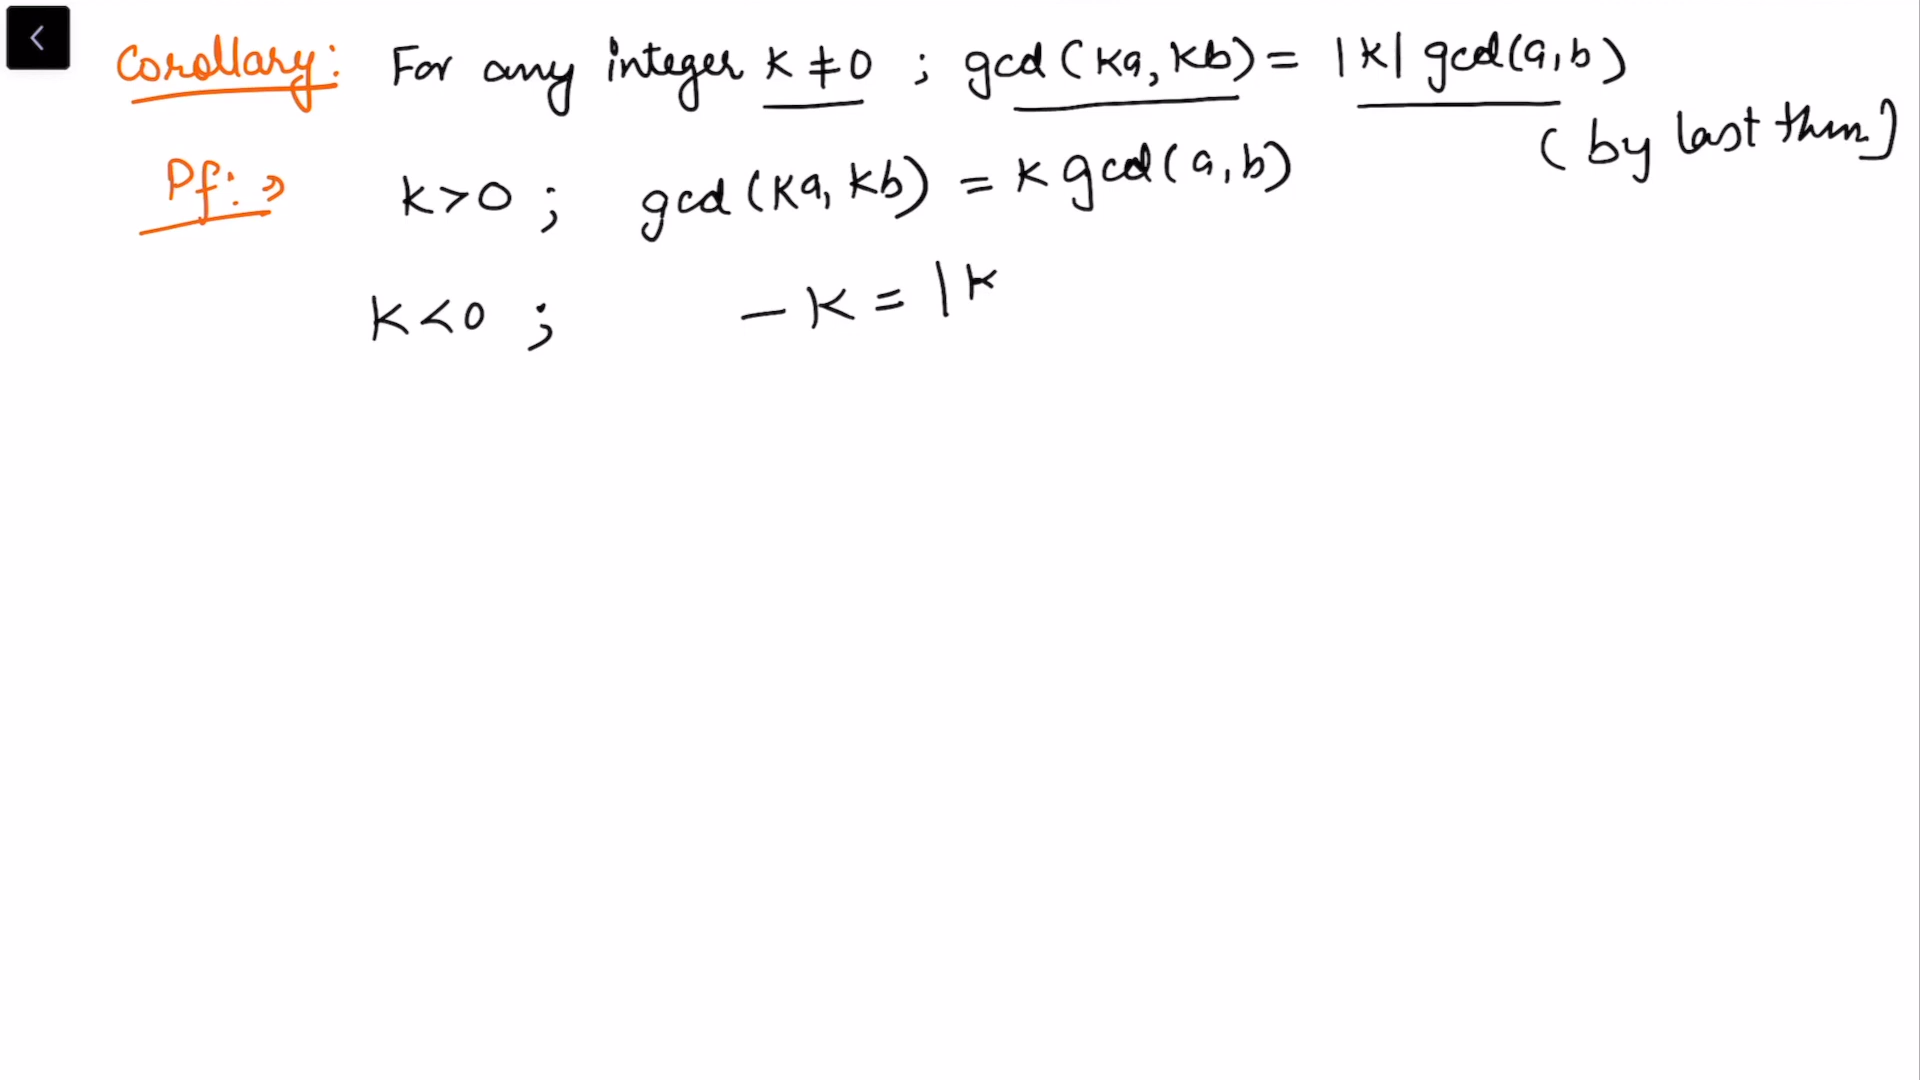 Corollary: For any integer k ≠ 0 ; gcd (ka, kb) = |k| gcd(a,b)
Pf: → k > 0 ; gcd (ka, kb) = k gcd(a,b) (by last thm)
k < 0 ; - k = |k